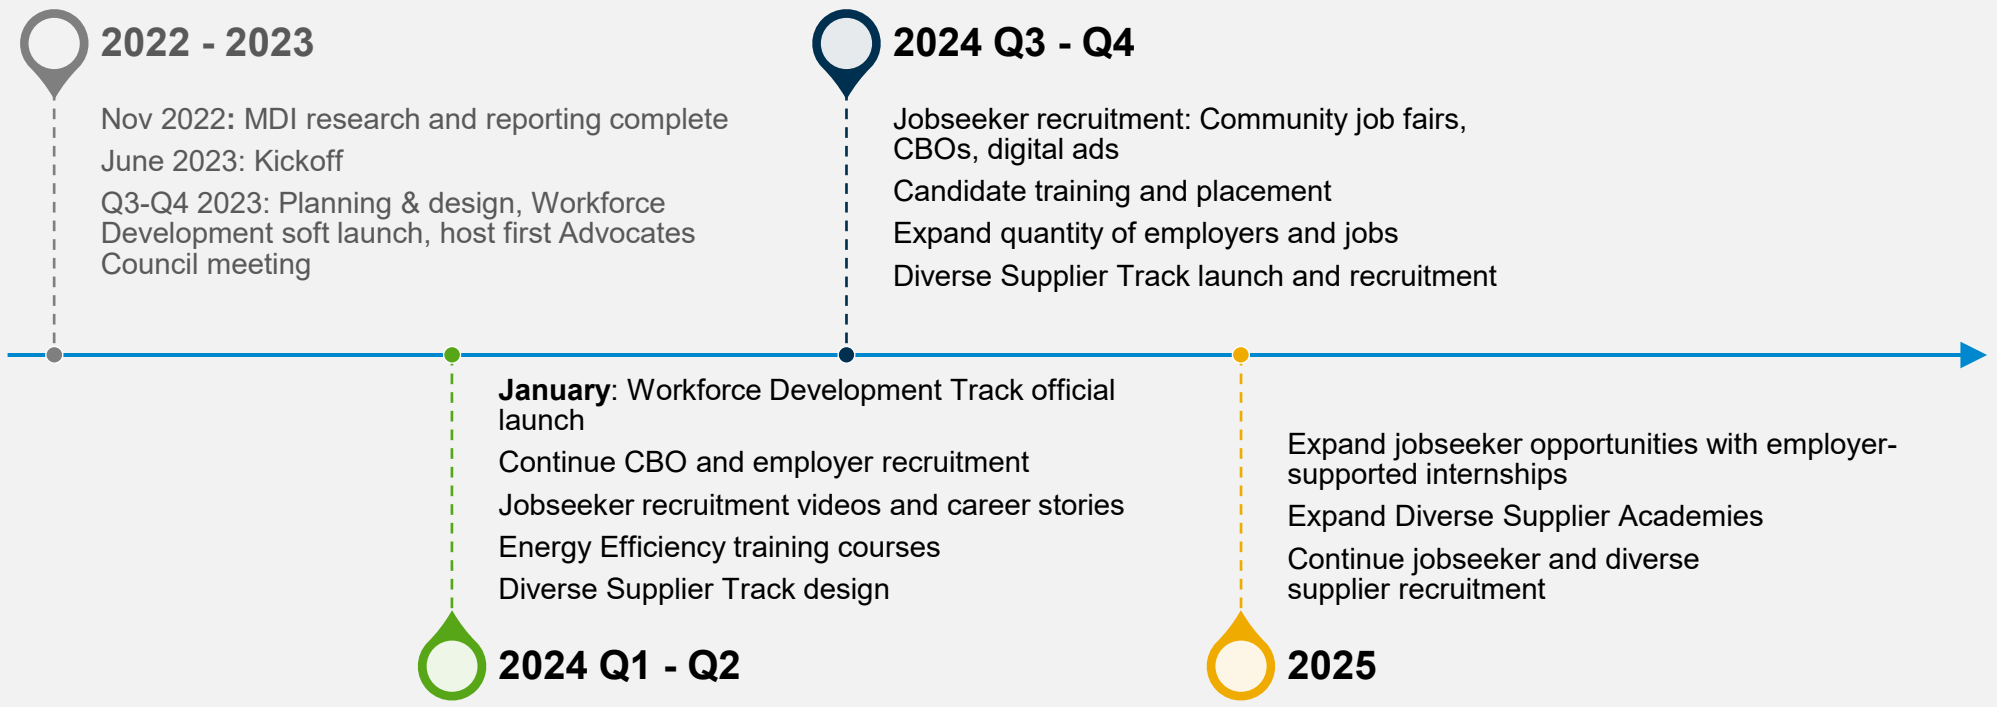 2022 - 2023
Nov 2022: MDI research and reporting complete
June 2023: Kickoff
Q3-Q4 2023: Planning & design, Workforce
Development soft launch, host first Advocates
Council meeting
January: Workforce Development Track official
launch
Continue CBO and employer recruitment
Jobseeker recruitment videos and career stories
Energy Efficiency training courses
Diverse Supplier Track design
2024 Q1 - Q2
2024 Q3 - Q4
Jobseeker recruitment: Community job fairs,
CBOs, digital ads
Candidate training and placement
Expand quantity of employers and jobs
Diverse Supplier Track launch and recruitment
Expand jobseeker opportunities with employer-
supported internships
Expand Diverse Supplier Academies
Continue jobseeker and diverse
supplier recruitment
2025